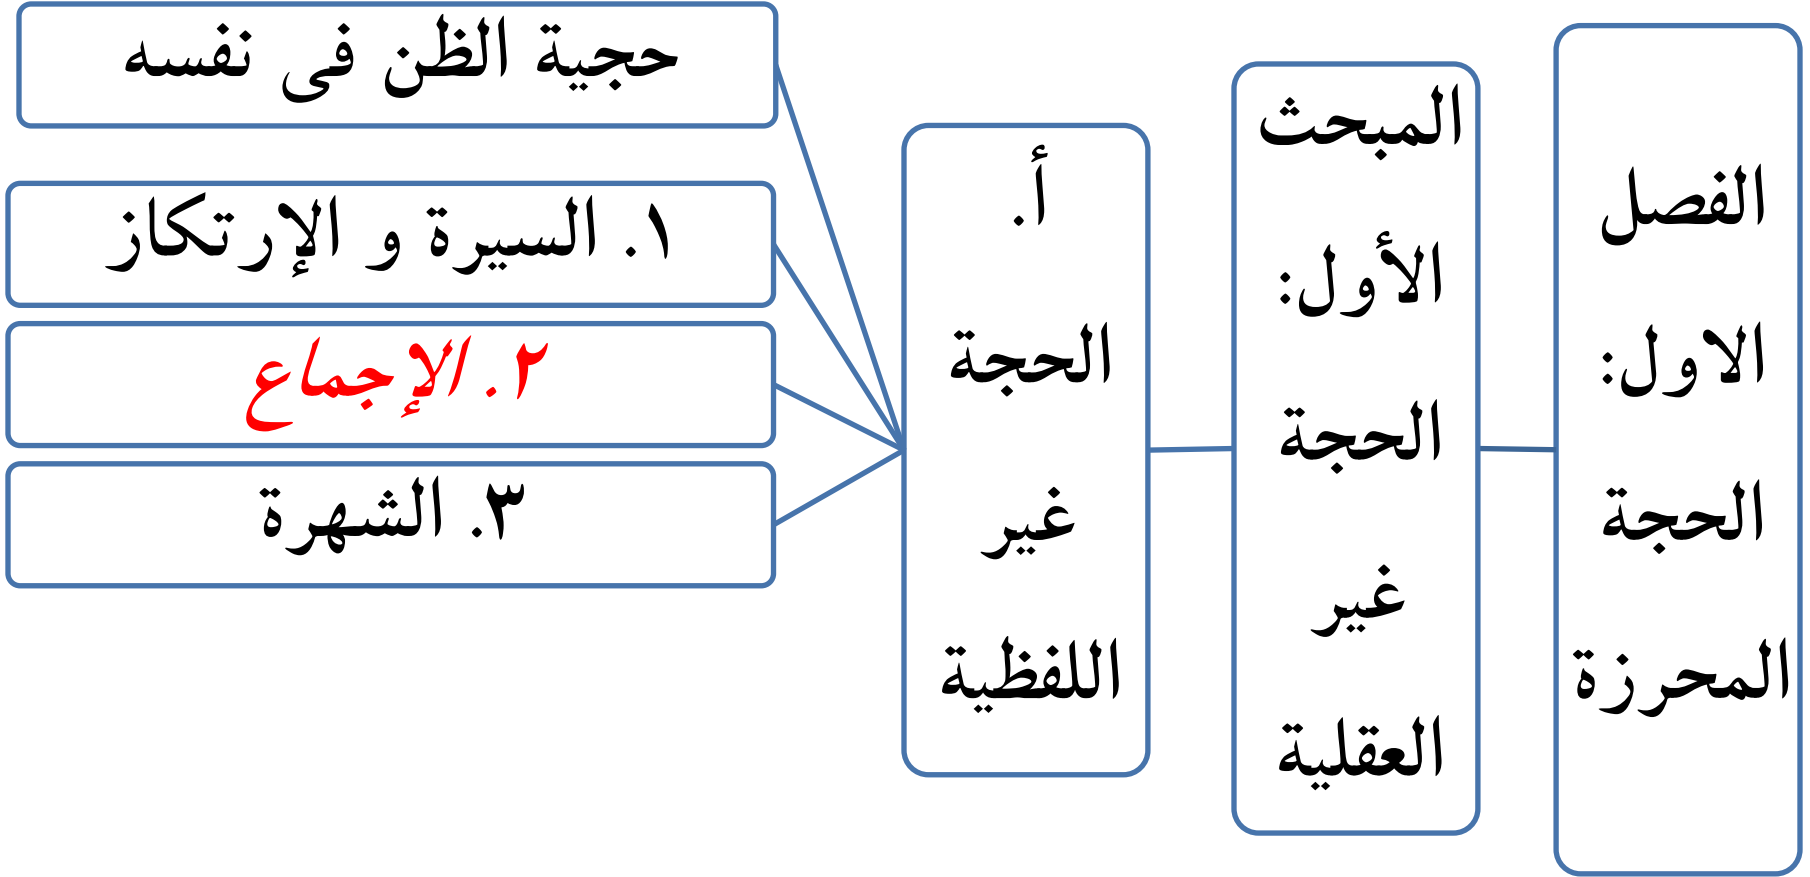 الفصل
الاول:
الحجة
المحرزة
المبحث
الأول:
الحجة
غير
العقلية
أ.
الحجة
غير
اللفظية
حجية الظن فى نفسه
١. السيرة و الإرتكاز
٢. الإجماع
٣. الشهرة